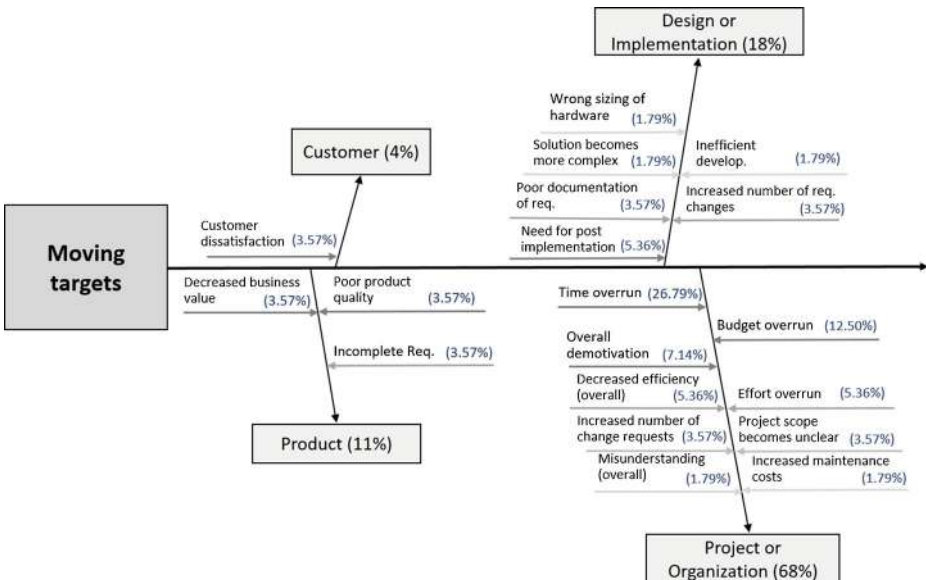 Design or
Implementation (18%)
Wrong sizing of
hardware (1.79%)
Customer (4%)
Solution becomes
more complex (1.79%)
Inefficient
develop. (1.79%)
Poor documentation
of req. (3.57%)
Increased number of req.
changes (3.57%)
Customer
dissatisfaction (3.57%)
Need for post
implementation (5.36%)
Moving
targets
Decreased business
value (3.57%)
Poor product
quality (3.57%)
Incomplete Req. (3.57%)
Product (11%)
Time overrun (26.79%)
Budget overrun (12.50%)
Overall
demotivation (7.14%)
Decreased efficiency
(overall) (5.36%)
Effort overrun (5.36%)
Increased number of
change requests (3.57%)
Project scope
becomes unclear (3.57%)
Misunderstanding
(overall) (1.79%)
Increased maintenance
costs (1.79%)
Project or
Organization (68%)